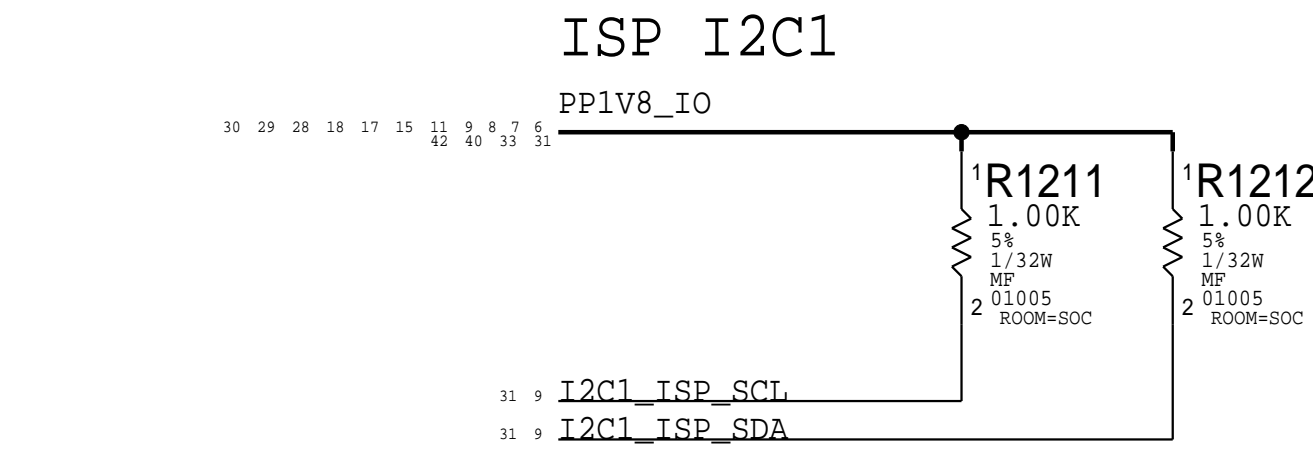 ISP I2C1
PP1V8_IO
30 29 28 18 17 15 11 9 8 7 6
42 40 33 31
1 R1211
1.00K
5%
1/32W
MF
01005
2
ROOM=SOC
1 R1212
1.00K
5%
1/32W
MF
01005
2
ROOM=SOC
31 9 I2C1_ISP_SCL
31 9 I2C1_ISP_SDA